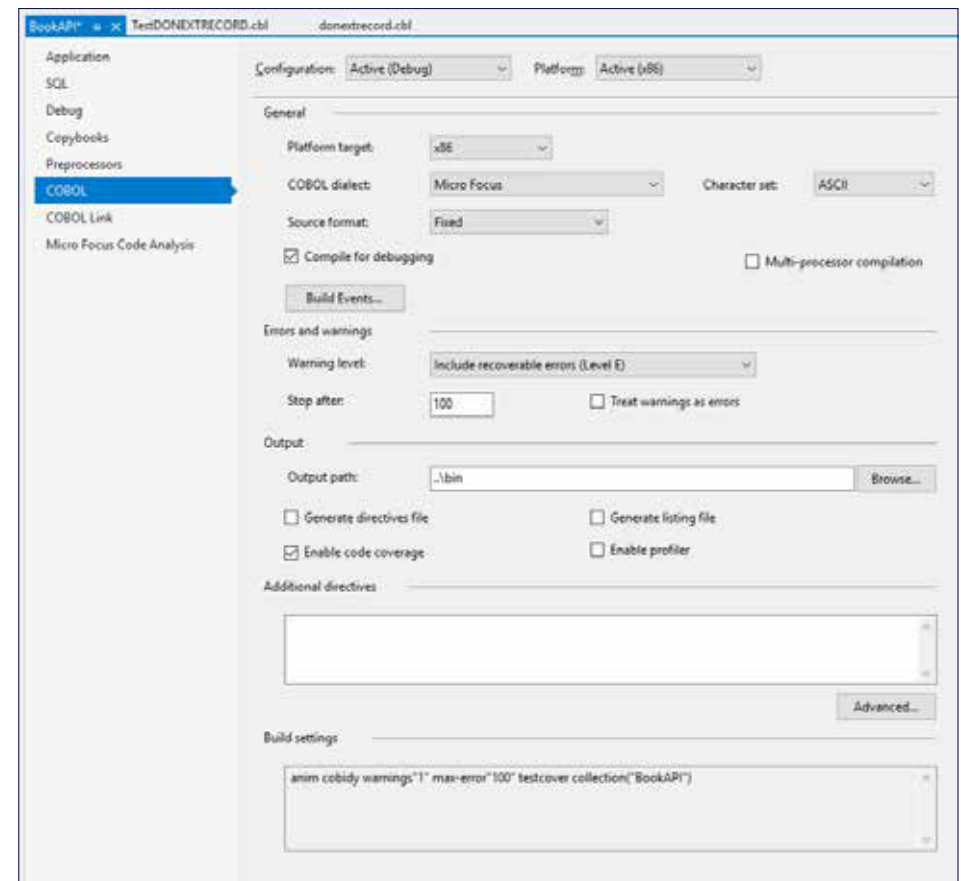 BookAPI* TestDONEXTRECORD.cbl donextrecord.cbl
Application
SQL
Debug
Copybooks
Preprocessors
COBOL
COBOL Link
Micro Focus Code Analysis
Configuration: Active (Debug) Platform: Active (x86)
General
Platform target: x86
COBOL dialect: Micro Focus Character set: ASCII
Source format: Fixed
Compile for debugging Multi-processor compilation
Build Events...
Errors and warnings
Warning level: Include recoverable errors (Level E)
Stop after: 100 Treat warnings as errors
Output
Output path: ..\bin Browse...
Generate directives file Generate listing file
Enable code coverage Enable profiler
Additional directives
Advanced...
Build settings
anim cobidy warnings"1" max-error"100" testcover collection("BookAPI")